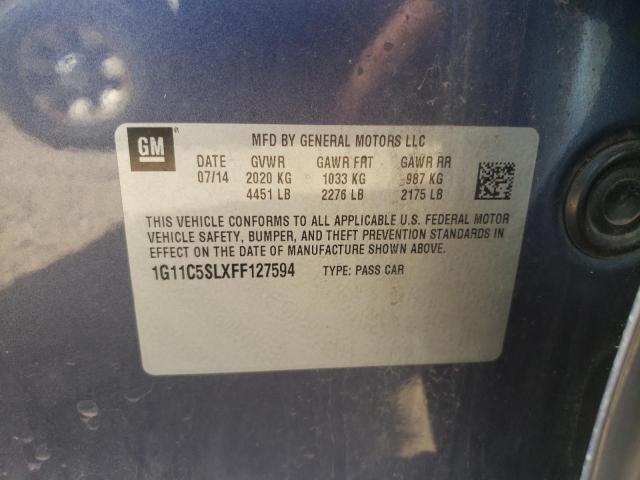 GM
MFD BY GENERAL MOTORS LLC
DATE GVWR GAWR FRT GAWR RR
07/14 2020 KG 1033 KG 987 KG
4451 LB 2276 LB 2175 LB
THIS VEHICLE CONFORMS TO ALL APPLICABLE U.S. FEDERAL MOTOR
VEHICLE SAFETY, BUMPER, AND THEFT PREVENTION STANDARDS IN
EFFECT ON THE DATE OF MANUFACTURE SHOWN ABOVE.
1G11C5SLXFF127594 TYPE: PASS CAR